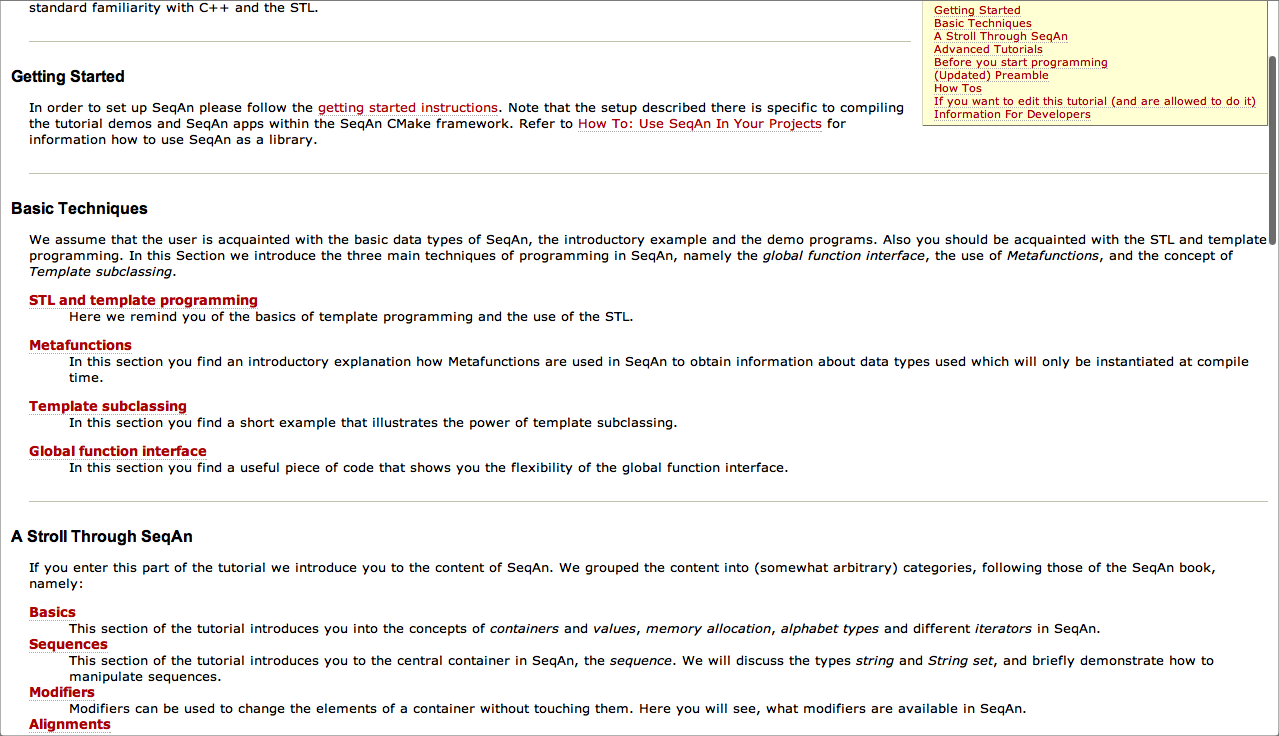 standard familiarity with C++ and the STL.
Getting Started
Basic Techniques
A Stroll Through SeqAn
Advanced Tutorials
Before you start programming
(Updated) Preamble
How Tos
If you want to edit this tutorial (and are allowed to do it)
Information For Developers
Getting Started
In order to set up SeqAn please follow the getting started instructions. Note that the setup described there is specific to compiling
the tutorial demos and SeqAn apps within the SeqAn CMake framework. Refer to How To: Use SeqAn In Your Projects for
information how to use SeqAn as a library.
Basic Techniques
We assume that the user is acquainted with the basic data types of SeqAn, the introductory example and the demo programs. Also you should be acquainted with the STL and template
programming. In this Section we introduce the three main techniques of programming in SeqAn, namely the global function interface, the use of Metafunctions, and the concept of
Template subclassing.
STL and template programming
Here we remind you of the basics of template programming and the use of the STL.
Metafunctions
In this section you find an introductory explanation how Metafunctions are used in SeqAn to obtain information about data types used which will only be instantiated at compile
time.
Template subclassing
In this section you find a short example that illustrates the power of template subclassing.
Global function interface
In this section you find a useful piece of code that shows you the flexibility of the global function interface.
A Stroll Through SeqAn
If you enter this part of the tutorial we introduce you to the content of SeqAn. We grouped the content into (somewhat arbitrary) categories, following those of the SeqAn book,
namely:
Basics
This section of the tutorial introduces you into the concepts of containers and values, memory allocation, alphabet types and different iterators in SeqAn.
Sequences
This section of the tutorial introduces you to the central container in SeqAn, the sequence. We will discuss the types string and String set, and briefly demonstrate how to
manipulate sequences.
Modifiers
Modifiers can be used to change the elements of a container without touching them. Here you will see, what modifiers are available in SeqAn.
Alignments